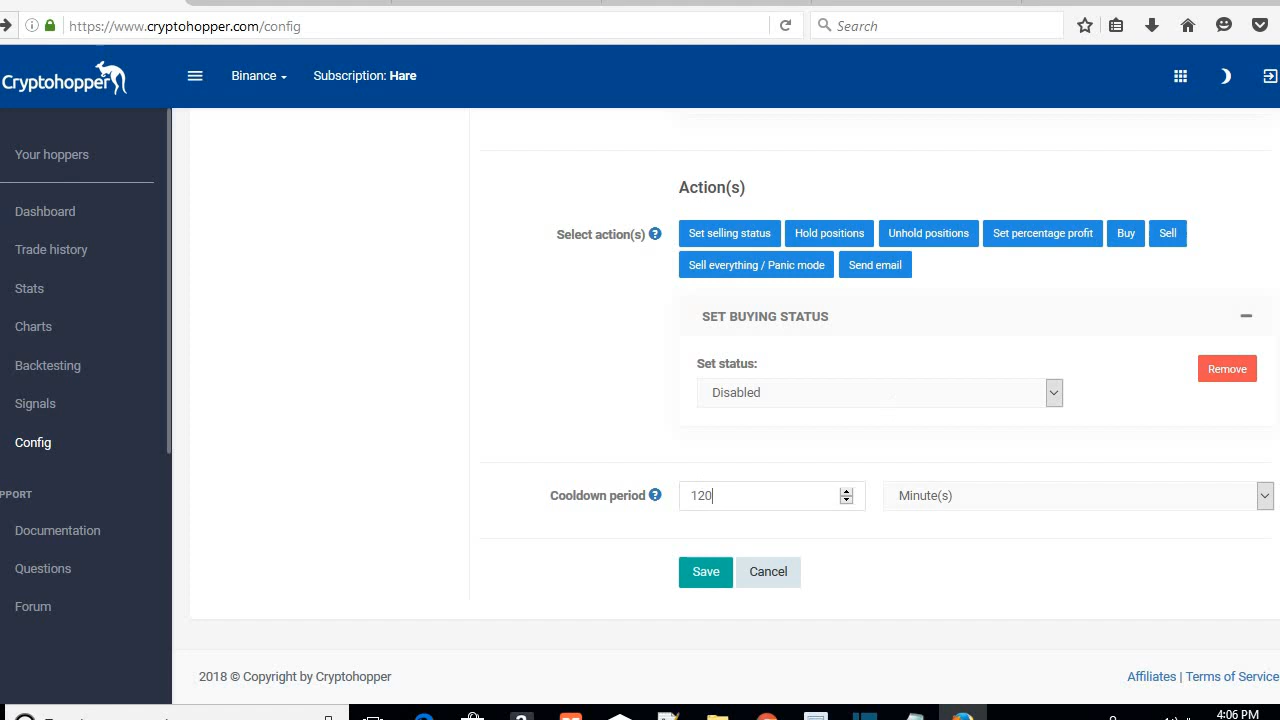 https://www.cryptohopper.com/config
Search
Cryptohopper
Binance
Subscription: Hare
Your hoppers
Dashboard
Trade history
Stats
Charts
Backtesting
Signals
Config
PPORT
Documentation
Questions
Forum
Action(s)
Select action(s) ?
Set selling status
Hold positions
Unhold positions
Set percentage profit
Buy
Sell
Sell everything / Panic mode
Send email
SET BUYING STATUS
Set status:
Remove
Disabled
Cooldown period ?
120
Minute(s)
Save
Cancel
2018 © Copyright by Cryptohopper
Affiliates | Terms of Service
4:06 PM